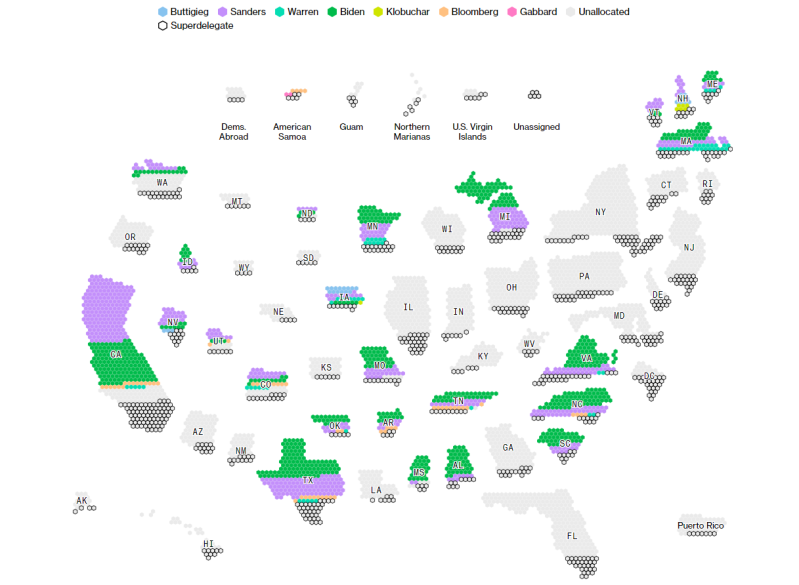 Buttigieg Sanders Warren Biden Klobuchar Bloomberg Gabbard Unallocated
Superdelegate
Dems. Abroad
American Samoa
Guam
Northern Marianas
U.S. Virgin Islands
Unassigned
ME
NH
VT
MA
WA
MT
ND
MN
WI
MI
NY
CT
RI
OR
ID
WY
SD
IA
NE
IL
IN
OH
PA
NJ
DE
MD
NV
UT
CA
CO
KS
MO
KY
WV
VA
DC
AZ
NM
OK
AR
TN
NC
SC
GA
AL
MS
LA
TX
AK
HI
FL
Puerto Rico